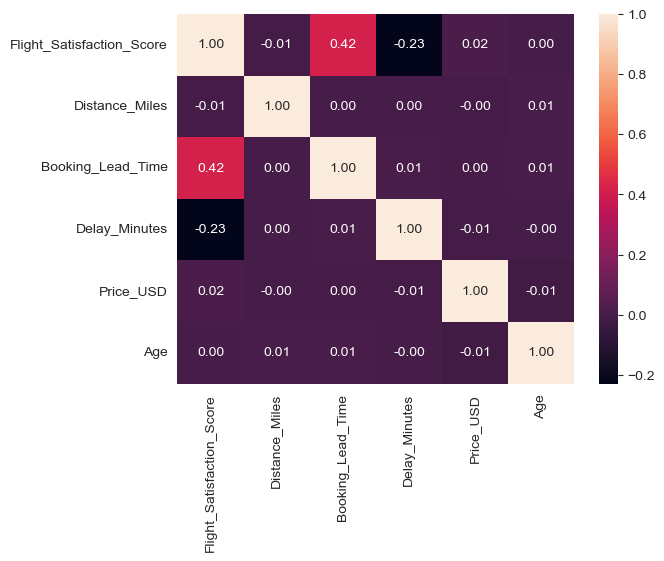 Flight_Satisfaction_Score 1.00 -0.01 0.42 -0.23 0.02 0.00
Distance_Miles -0.01 1.00 0.00 0.00 -0.00 0.01
Booking_Lead_Time 0.42 0.00 1.00 0.01 0.00 0.01
Delay_Minutes -0.23 0.00 0.01 1.00 -0.01 -0.00
Price_USD 0.02 -0.00 0.00 -0.01 1.00 -0.01
Age 0.00 0.01 0.01 -0.00 -0.01 1.00
Flight_Satisfaction_Score
Distance_Miles
Booking_Lead_Time
Delay_Minutes
Price_USD
Age
1.0
0.8
0.6
0.4
0.2
0.0
−0.2